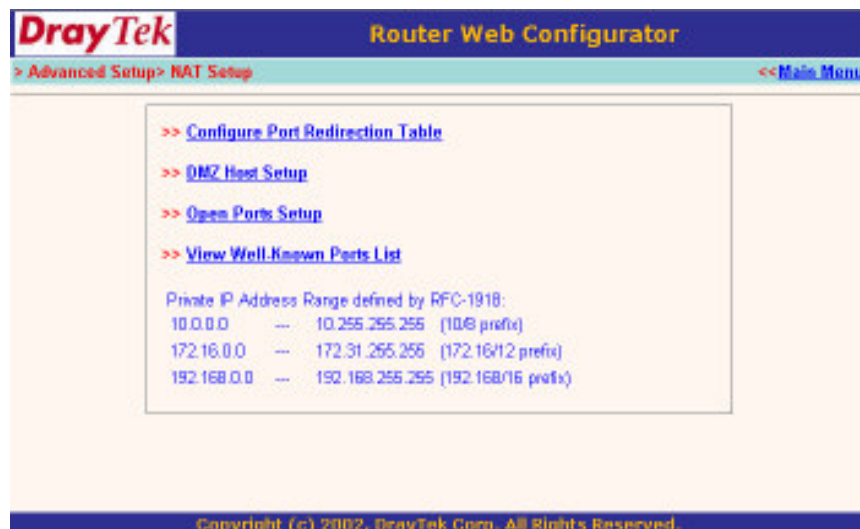 DrayTek Router Web Configurator
> Advanced Setup> NAT Setup <<Main Menu
>> Configure Port Redirection Table
>> DMZ Host Setup
>> Open Ports Setup
>> View Well-Known Ports List
Private IP Address Range defined by RFC-1918:
10.0.0.0 --- 10.255.255.255 (10/8 prefix)
172.16.0.0 --- 172.31.255.255 (172.16/12 prefix)
192.168.0.0 --- 192.168.255.255 (192.168/16 prefix)
Copyright (c) 2002, DrayTek Corp. All Rights Reserved.